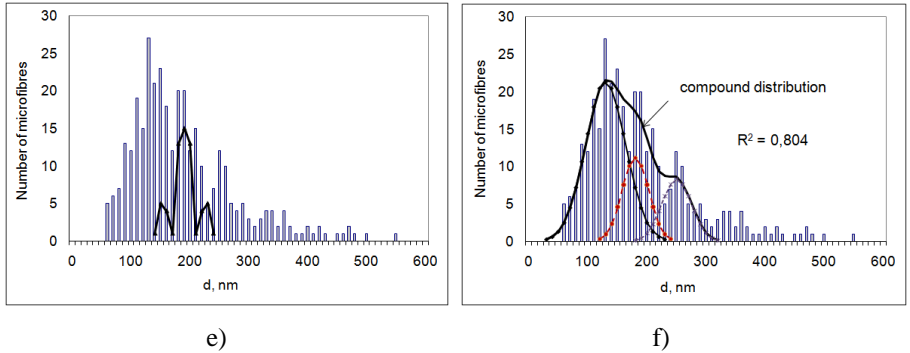 30
25
20
15
10
5
0
Number of microfibres
0 100 200 300 400 500 600
d, nm
e)
30
25
20
15
10
5
0
Number of microfibres
compound distribution
R² = 0,804
0 100 200 300 400 500 600
d, nm
f)